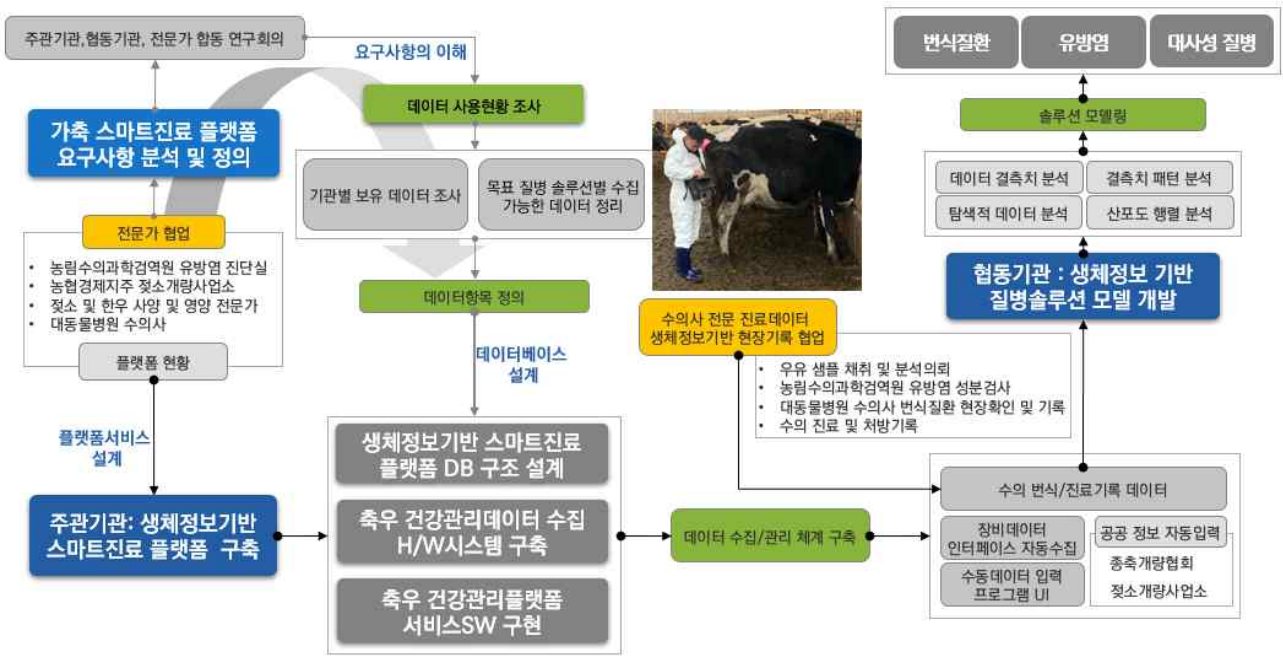 주관기관,협동기관, 전문가 합동 연구회의
요구사항의 이해
가축 스마트진료 플랫폼
요구사항 분석 및 정의
전문가 협업
• 농림수의과학검역원 유방염 진단실
• 농협경제지주 젖소개량사업소
• 젖소 및 한우 사양 및 영양 전문가
• 대동물병원 수의사
플랫폼 현황
플랫폼서비스
설계
주관기관: 생체정보기반
스마트진료 플랫폼 구축
데이터 사용현황 조사
기관별 보유 데이터 조사
목표 질병 솔루션별 수집
가능한 데이터 정리
데이터항목 정의
데이터베이스
설계
생체정보기반 스마트진료
플랫폼 DB 구조 설계
축우 건강관리데이터 수집
H/W시스템 구축
축우 건강관리플랫폼
서비스SW 구현
데이터 수집/관리 체계 구축
수의사 전문 진료데이터
생체정보기반 현장기록 협업
• 우유 샘플 채취 및 분석의뢰
• 농림수의과학검역원 유방염 성분검사
• 대동물병원 수의사 번식질환 현장확인 및 기록
• 수의 진료 및 처방기록
수의 번식/진료기록 데이터
장비데이터
인터페이스 자동수집
수동데이터 입력
프로그램 UI
공공 정보 자동입력
종축개량협회
젖소개량사업소
협동기관 : 생체정보 기반
질병솔루션 모델 개발
데이터 결측치 분석
결측치 패턴 분석
탐색적 데이터 분석
산포도 행렬 분석
솔루션 모델링
번식질환
유방염
대사성 질병